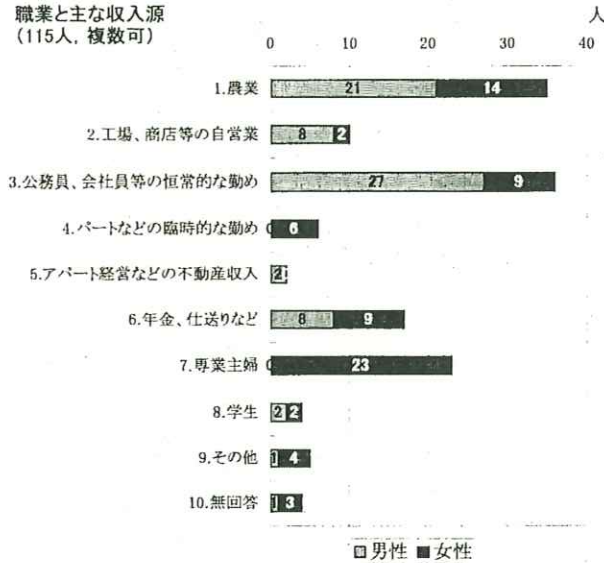 職業と主な収入源
(115人, 複数可)
人
0 10 20 30 40
1.農業 21 14
2.工場、商店等の自営業 8 2
3.公務員、会社員等の恒常的な勤め 27 9
4.パートなどの臨時的な勤め 0 6
5.アパート経営などの不動産収入 2
6.年金、仕送りなど 8 9
7.専業主婦 0 23
8.学生 2 2
9.その他 1 4
10.無回答 1 3
男性 女性